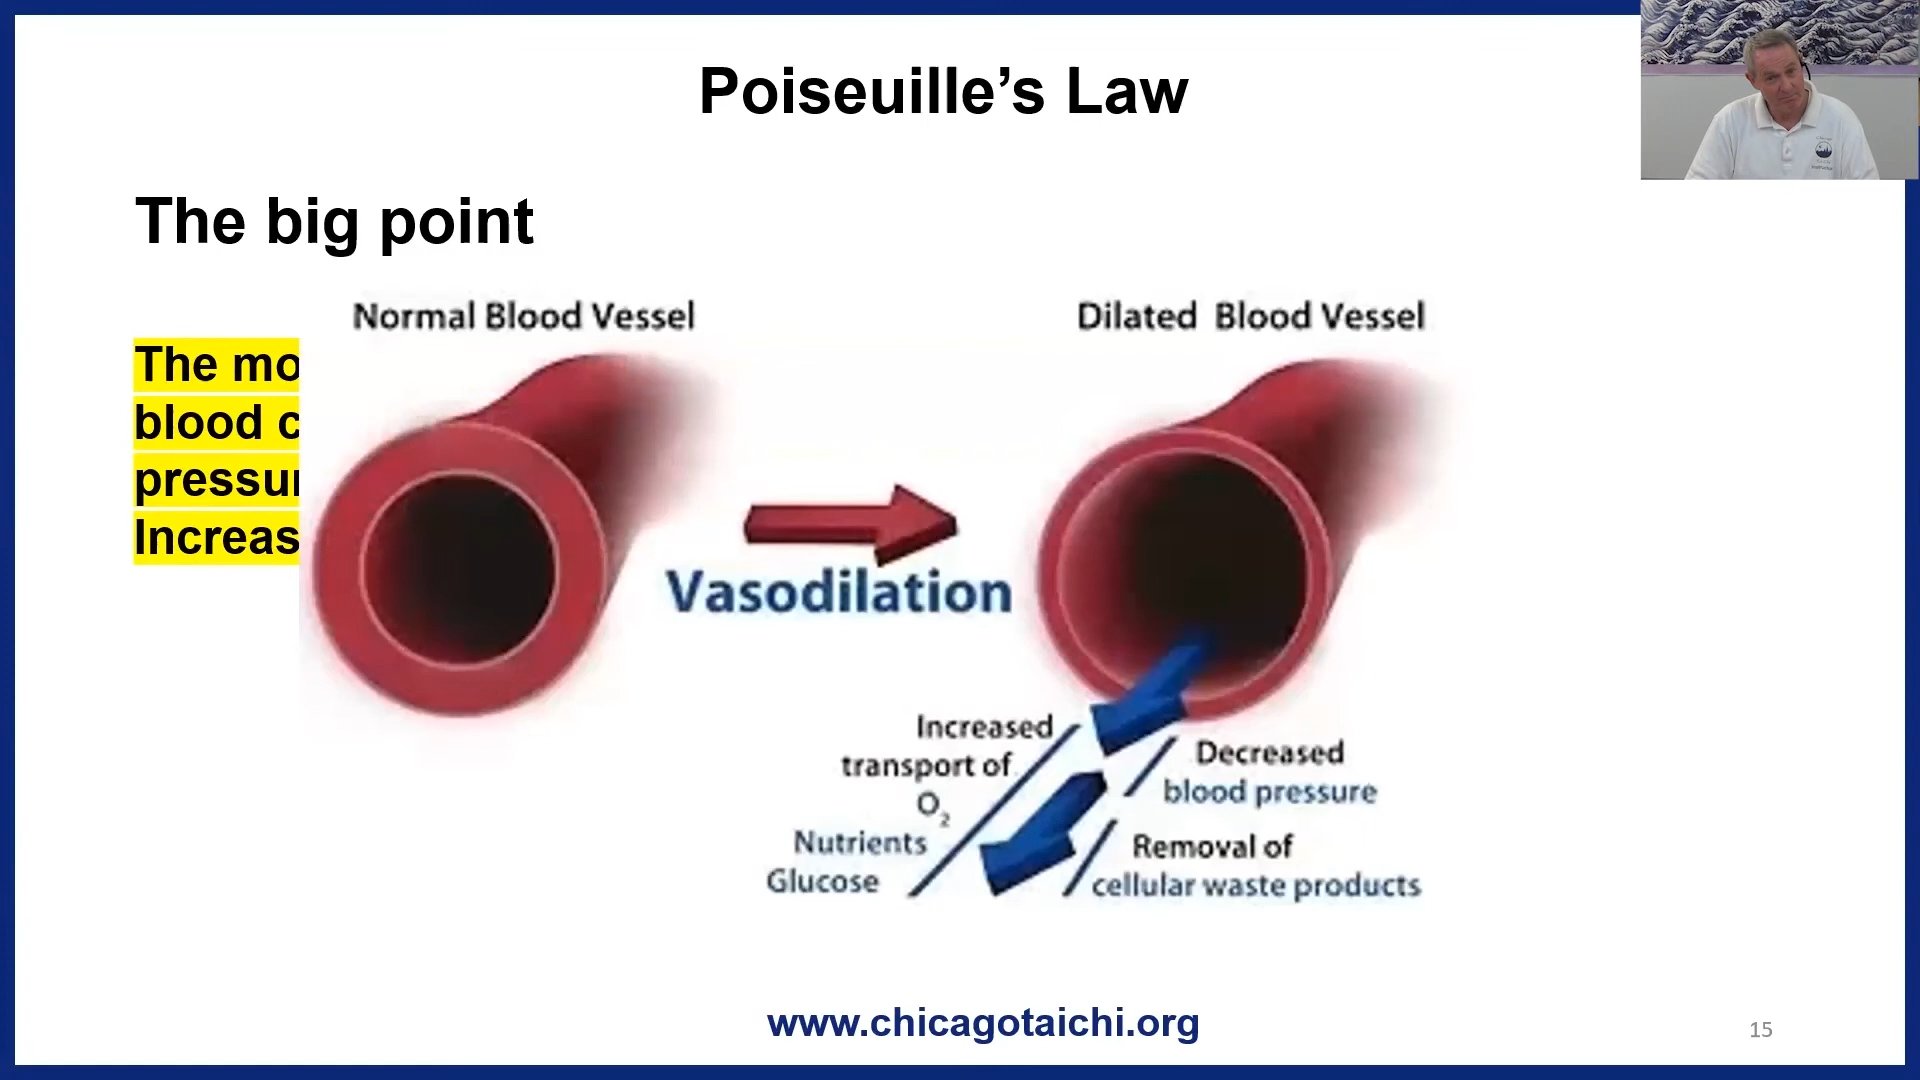 Poiseuille's Law
The big point
Normal Blood Vessel
Dilated Blood Vessel
The mo
blood c
pressur
Increas
Vasodilation
Increased
transport of
O2
Nutrients
Glucose
Decreased
blood pressure
Removal of
cellular waste products
www.chicagotaichi.org
15